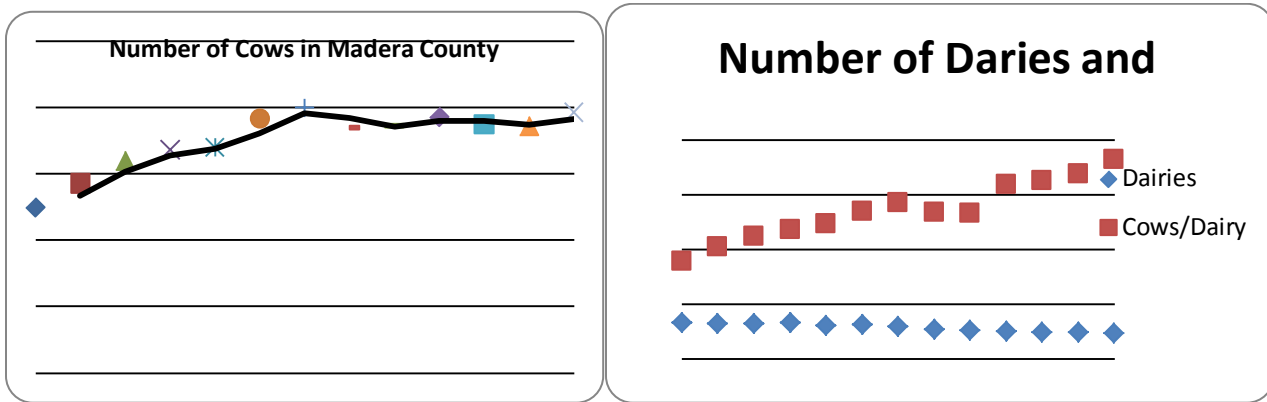 Number of Cows in Madera County
Number of Daries and
Dairies
Cows/Dairy